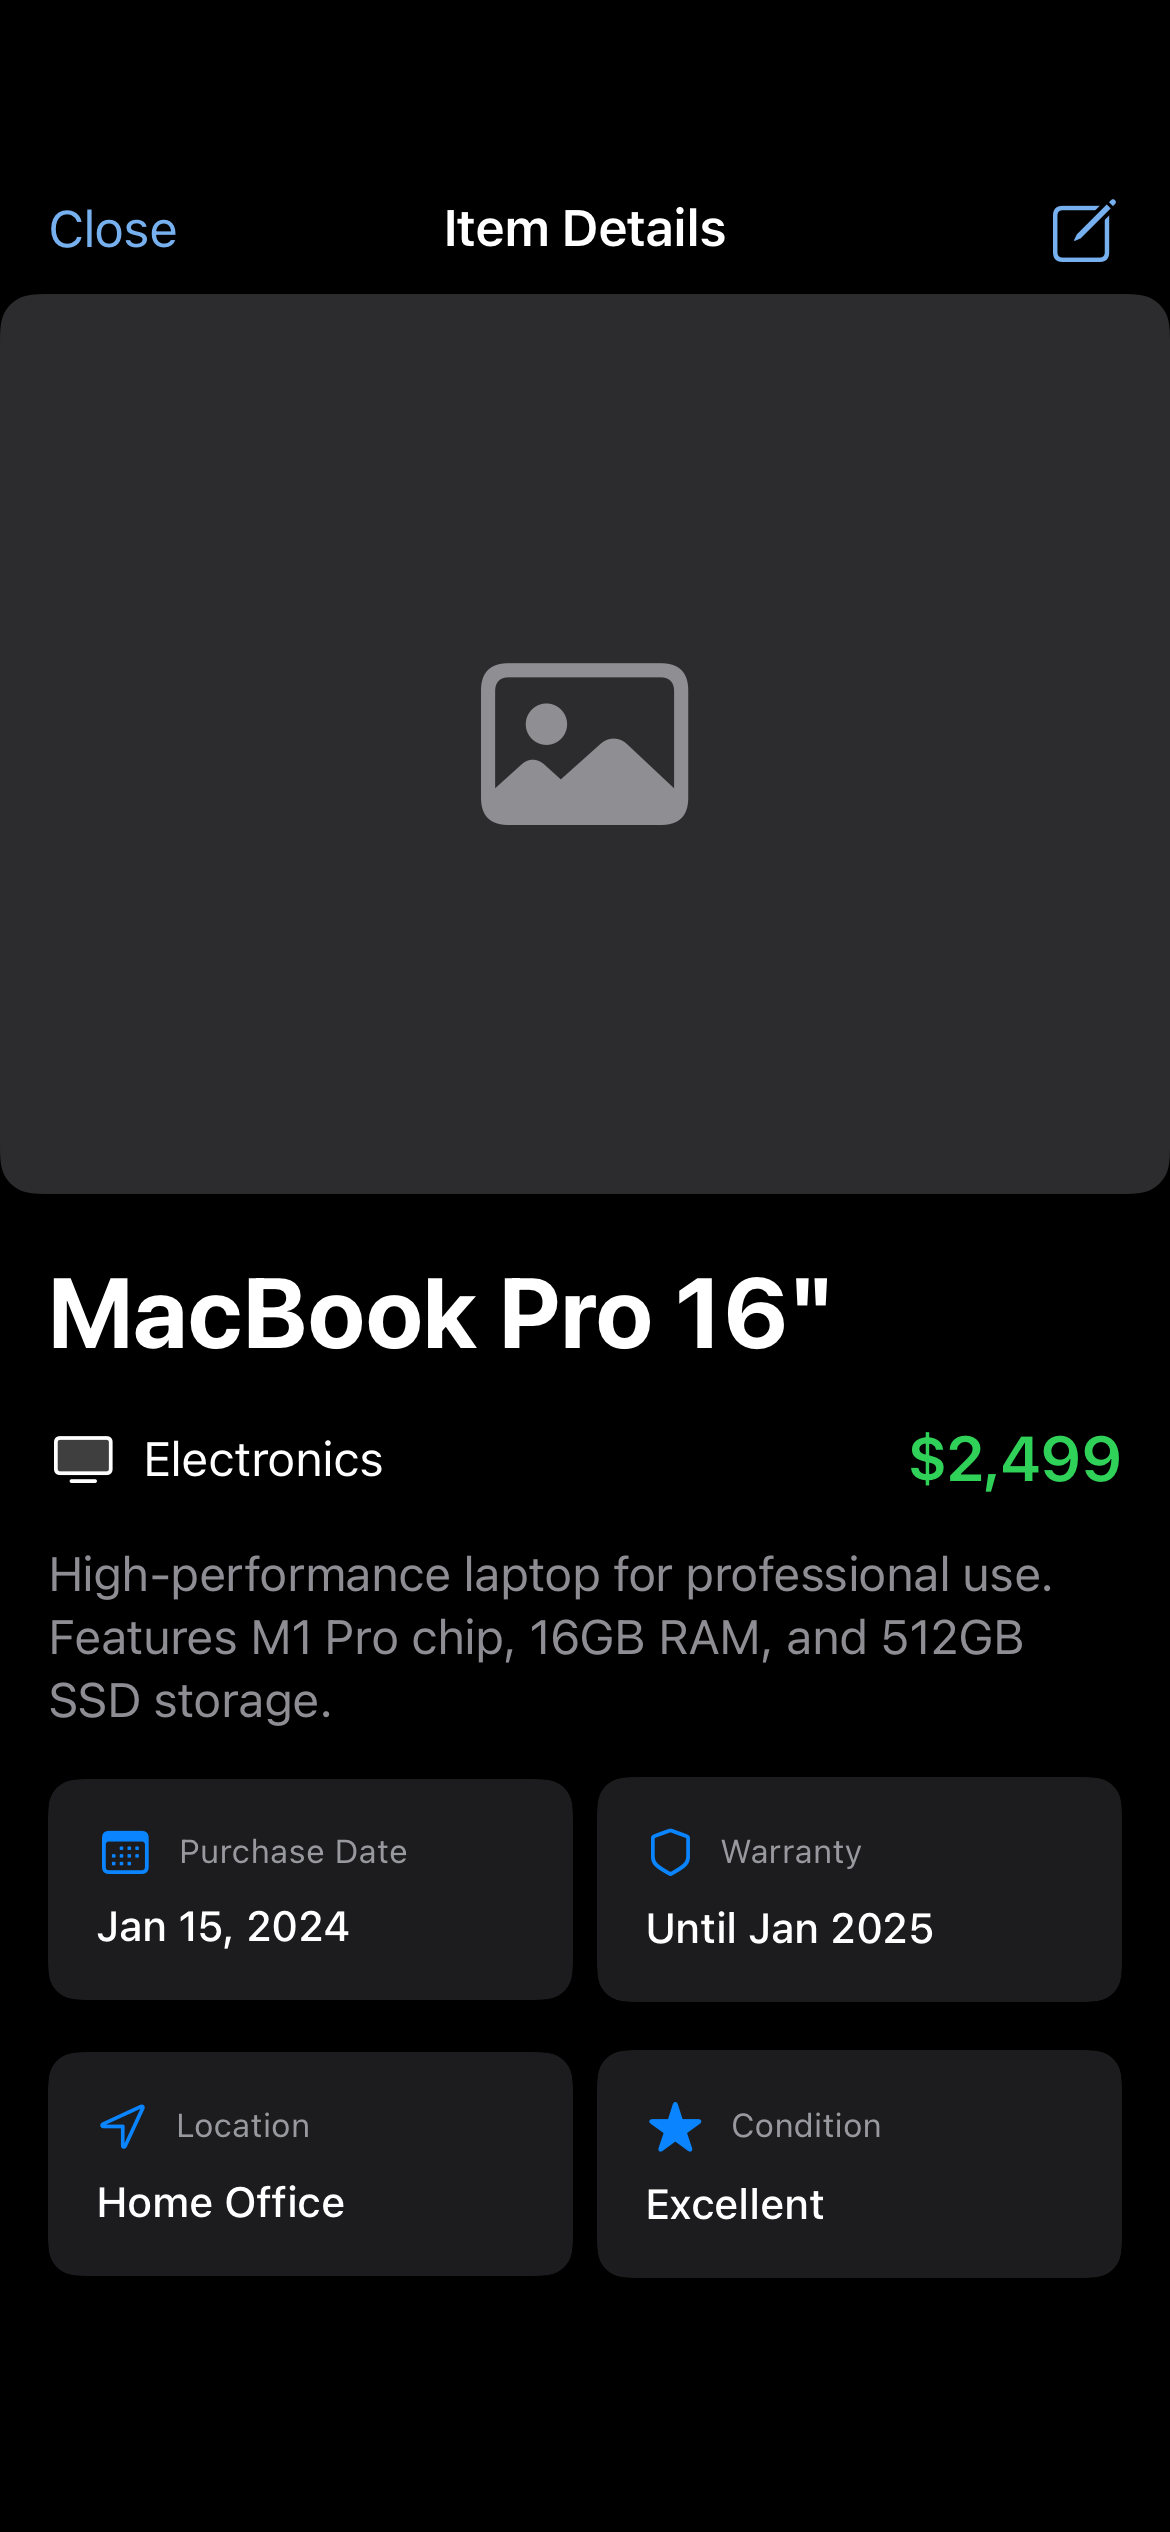 Close
Item Details
MacBook Pro 16"
Electronics
$2,499
High-performance laptop for professional use.
Features M1 Pro chip, 16GB RAM, and 512GB
SSD storage.
Purchase Date
Jan 15, 2024
Warranty
Until Jan 2025
Location
Home Office
Condition
Excellent